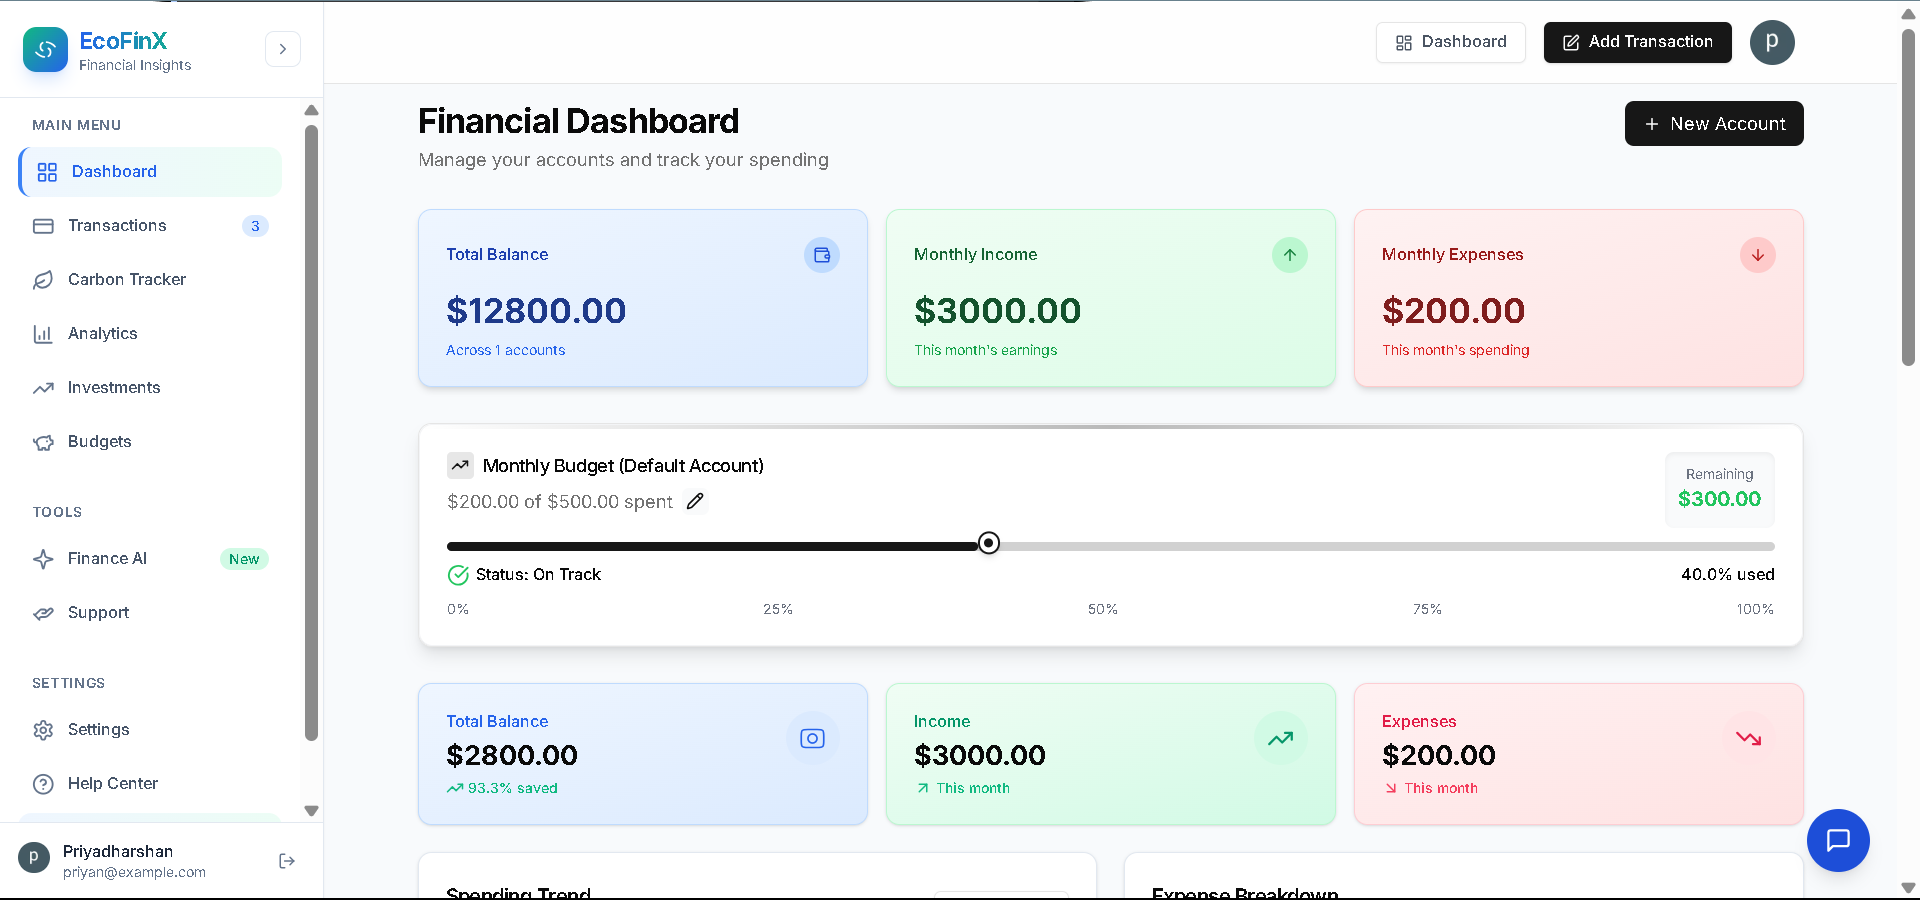 EcoFinX
Financial Insights
Dashboard
Add Transaction
p
MAIN MENU
Dashboard
Transactions
3
Carbon Tracker
Analytics
Investments
Budgets
TOOLS
Finance AI
New
Support
SETTINGS
Settings
Help Center
p
Priyadharshan
priyan@example.com
Financial Dashboard
Manage your accounts and track your spending
+ New Account
Total Balance
$12800.00
Across 1 accounts
Monthly Income
$3000.00
This month's earnings
Monthly Expenses
$200.00
This month's spending
Monthly Budget (Default Account)
$200.00 of $500.00 spent
Remaining
$300.00
Status: On Track
40.0% used
0%
25%
50%
75%
100%
Total Balance
$2800.00
93.3% saved
Income
$3000.00
This month
Expenses
$200.00
This month
Spending Trend
Expense Breakdown